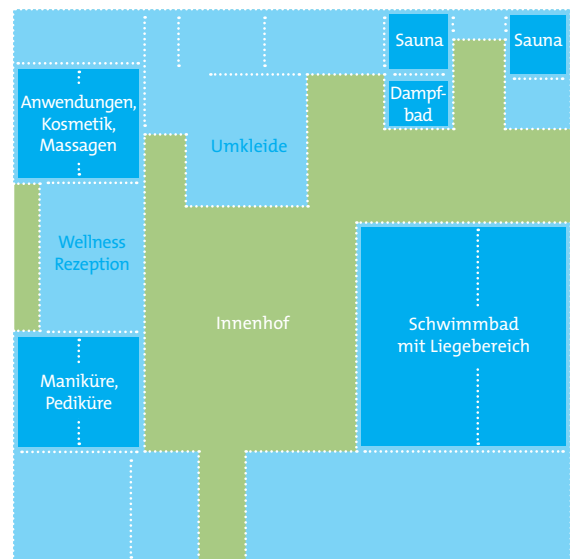 Sauna
Sauna
Anwendungen,
Kosmetik,
Massagen
Dampf-
bad
Umkleide
Wellness
Rezeption
Innenhof
Schwimmbad
mit Liegebereich
Maniküre,
Pediküre